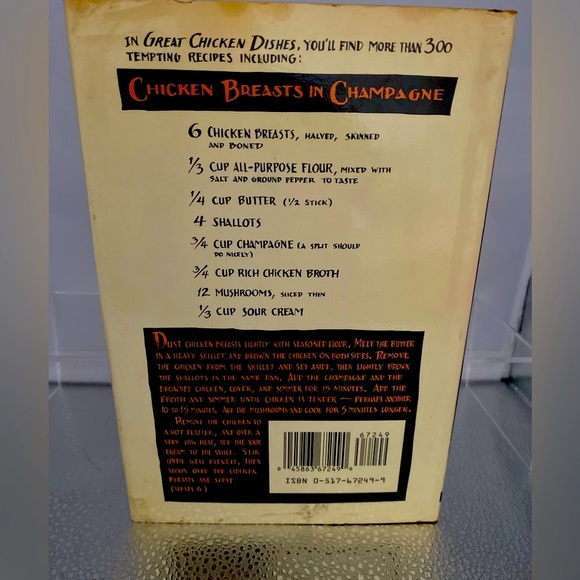 IN GREAT CHICKEN DISHES, YOU'LL FIND MORE THAN 300
TEMPTING RECIPES INCLUDING:
CHICKEN BREASTS IN CHAMPAGNE
6 CHICKEN BREASTS, HALVED, SKINNED
AND BONED
1/3 CUP ALL-PURPOSE FLOUR, MIXED WITH
SALT AND GROUND PEPPER TO TASTE
1/4 CUP BUTTER (1/2 STICK)
4 SHALLOTS
3/4 CUP CHAMPAGNE (A SPLIT SHOULD
DO NICELY)
3/4 CUP RICH CHICKEN BROTH
12 MUSHROOMS, SLICED THIN
1/3 CUP SOUR CREAM
DUST CHICKEN BREASTS LIGHTLY WITH SEASONED FLOUR. MELT THE BUTTER
IN A HEAVY SKILLET AND BROWN THE CHICKEN ON BOTH SIDES. REMOVE
THE CHICKEN FROM THE SKILLET AND SET ASIDE, THEN LIGHTLY BROWN
THE SHALLOTS IN THE SAME PAN. ADD THE CHAMPAGNE AND THE
BROWNED CHICKEN, COVER, AND SIMMER FOR 15 MINUTES. ADD THE
BROTH AND SIMMER UNTIL CHICKEN IS TENDER — PERHAPS ANOTHER
10 TO 15 MINUTES. ADD THE MUSHROOMS AND COOK FOR 5 MINUTES LONGER.
REMOVE THE CHICKEN TO
A HOT PLATTER, AND OVER A
VERY LOW HEAT, ADD THE SOUR
CREAM TO THE SAUCE. STIR
UNTIL WELL BLENDED, THEN
SPOON OVER THE CHICKEN
BREASTS AND SERVE.
(SERVES 6)
67249
0 45863 67249 8
ISBN 0-517-67249-9